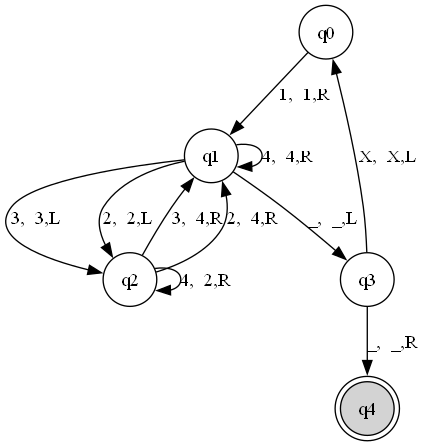 q0
1, 1,R
q1
4, 4,R
X, X,L
3, 3,L
2, 2,L
3, 4,R
2, 4,R
_, _,L
q2
4, 2,R
q3
_, _,R
q4